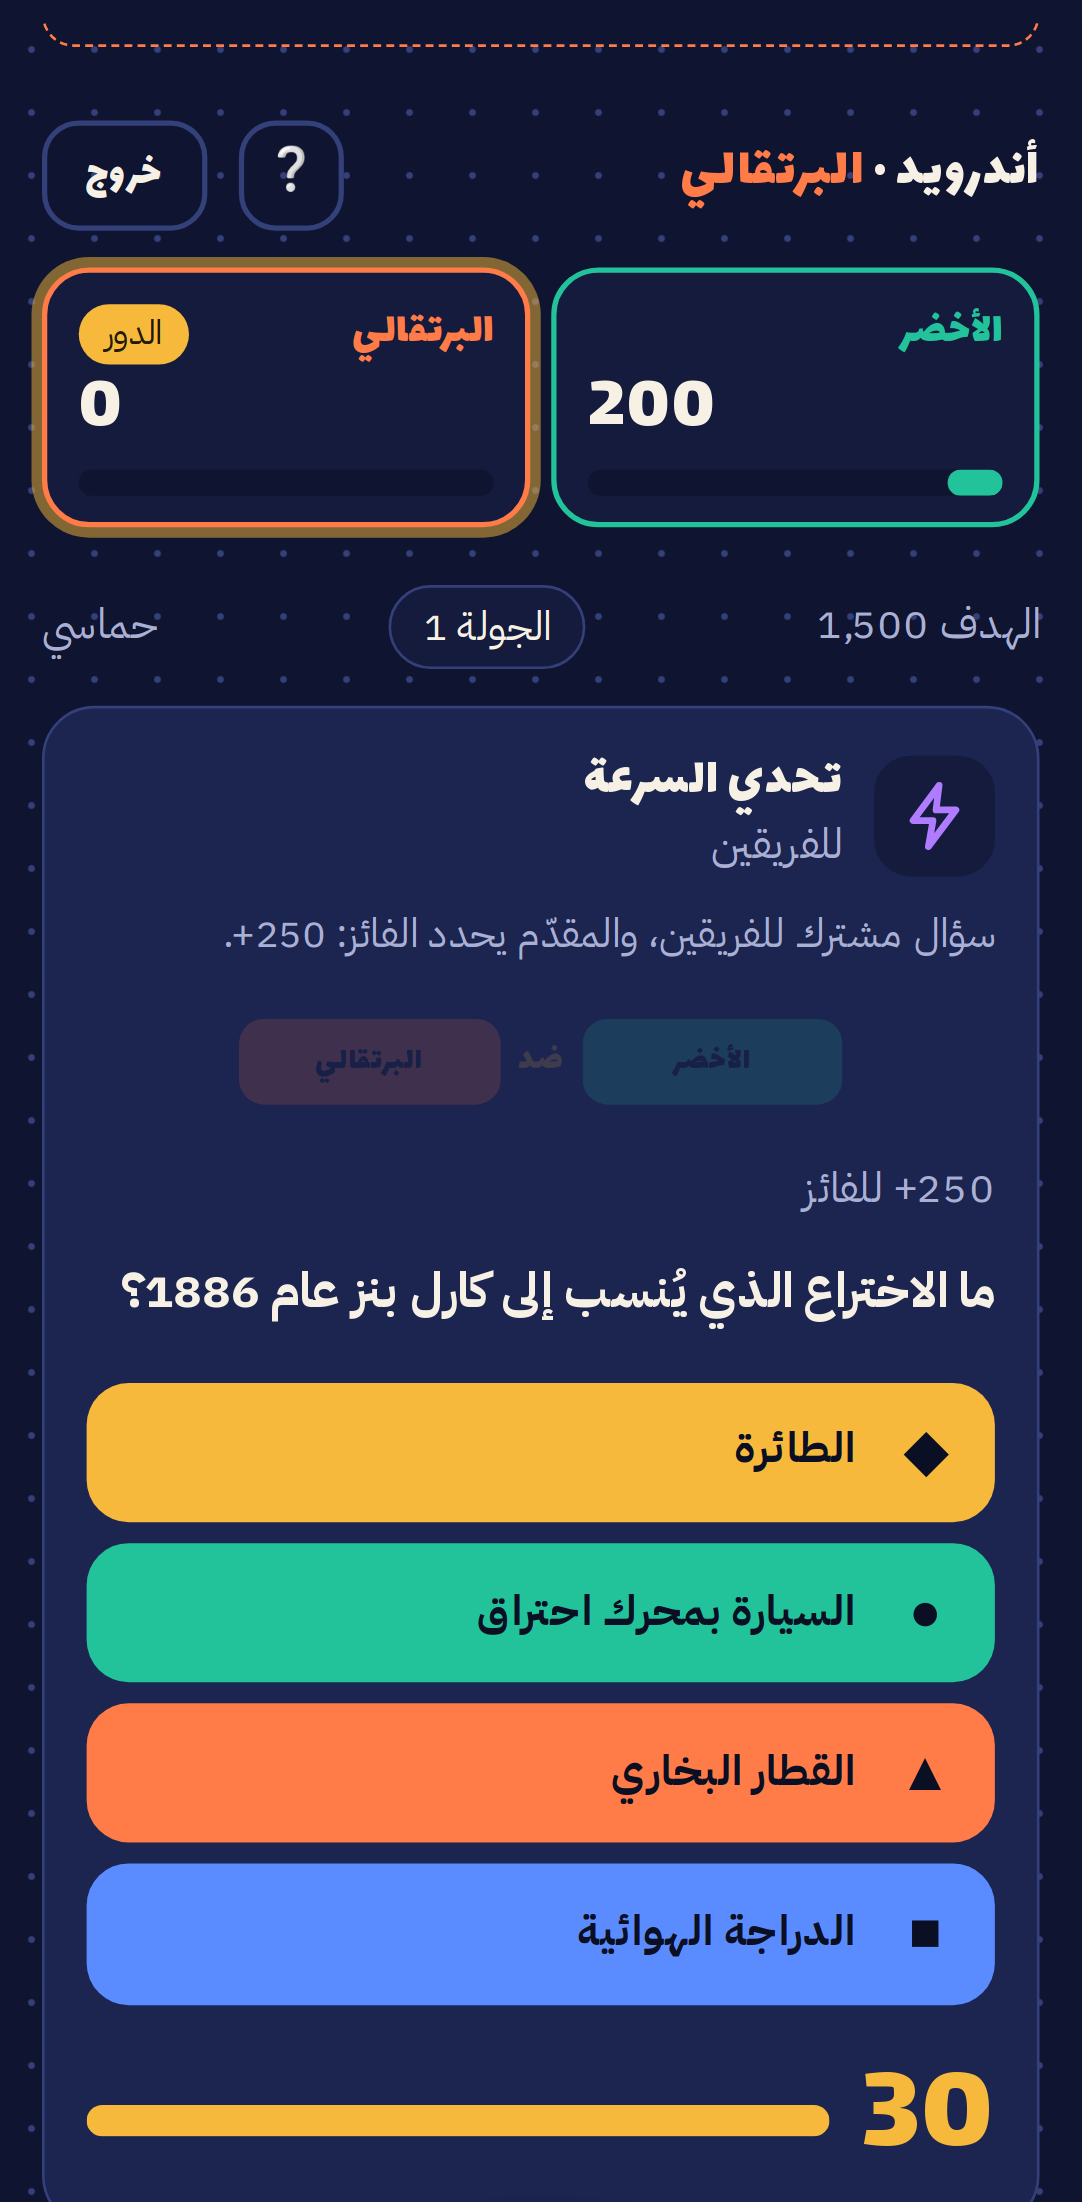 أندرويد · البرتقالي
?
خروج
الأخضر
200
البرتقالي
الدور
0
الهدف 1,500
الجولة 1
حماسي
تحدي السرعة
للفريقين
سؤال مشترك للفريقين، والمقدّم يحدد الفائز: 250+.
الأخضر ضد البرتقالي
250+ للفائز
ما الاختراع الذي يُنسب إلى كارل بنز عام 1886؟
◆ الطائرة
● السيارة بمحرك احتراق
▲ القطار البخاري
■ الدراجة الهوائية
30